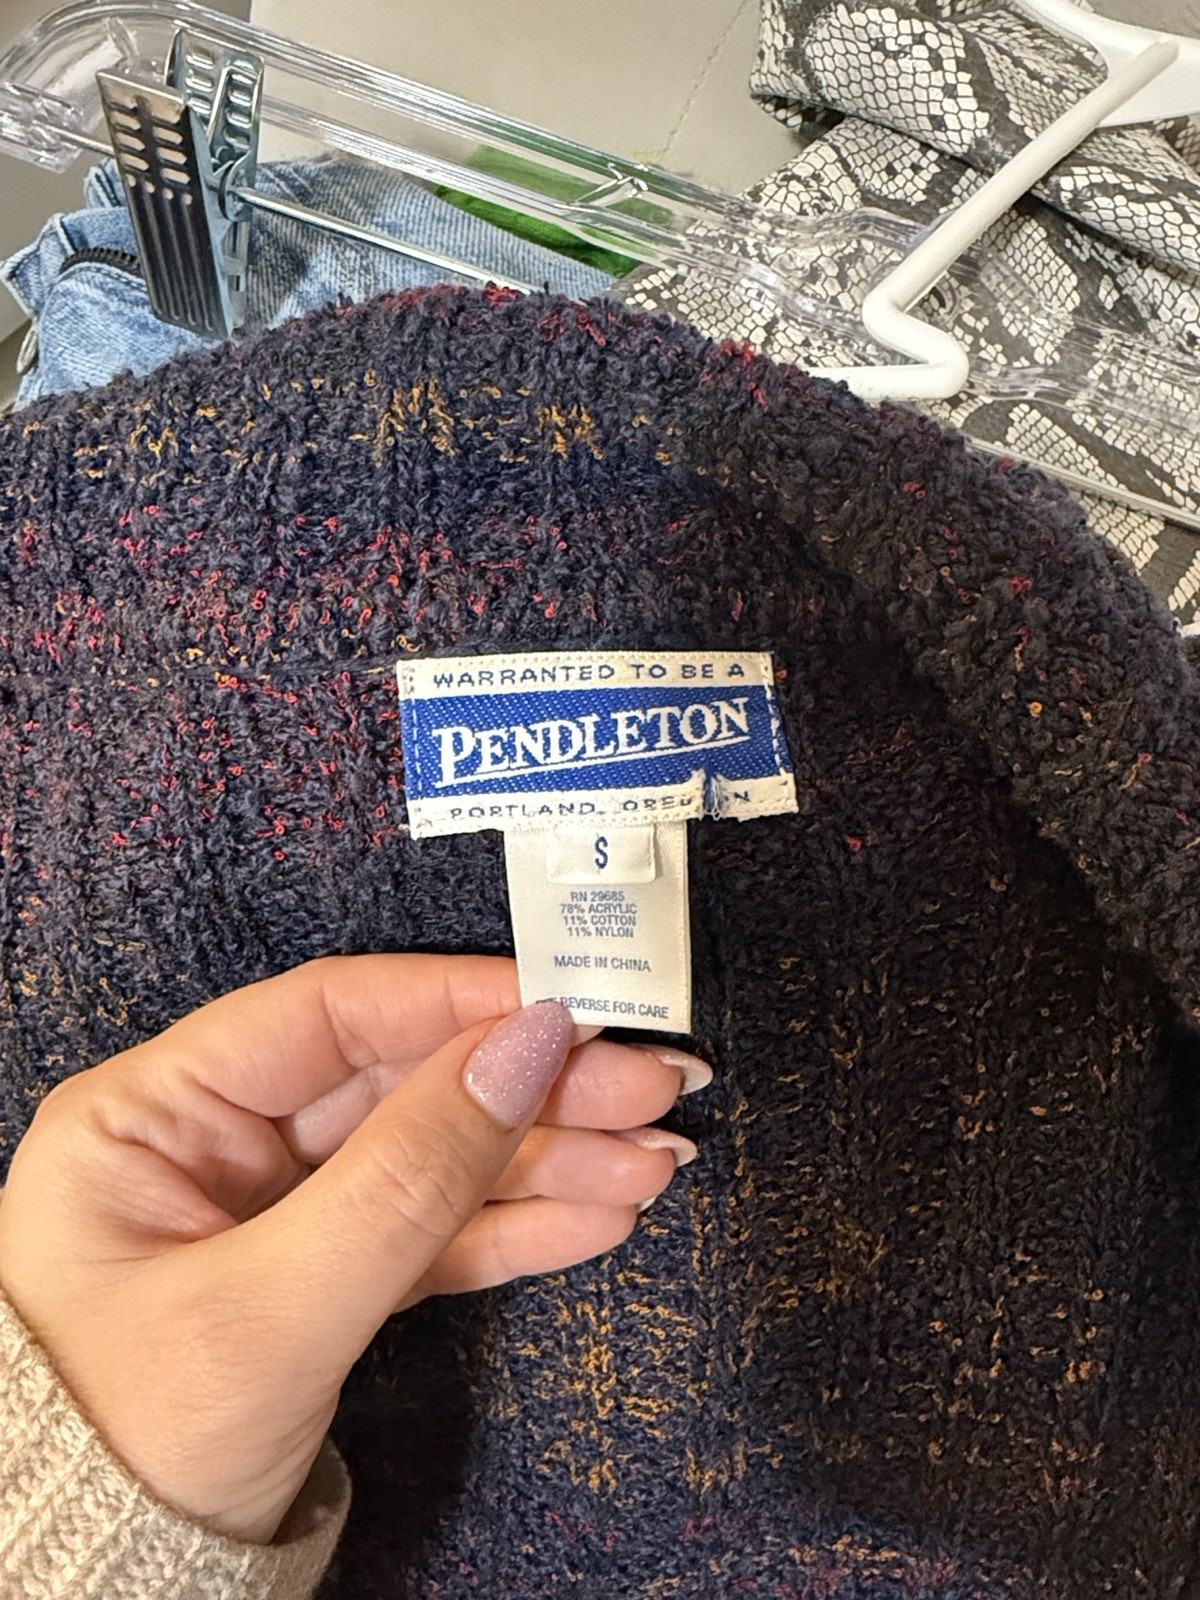 WARRANTED TO BE A
PENDLETON
PORTLAND, OREGON
S
RN 29685
78% ACRYLIC
11% COTTON
11% NYLON
MADE IN CHINA
REVERSE FOR CARE